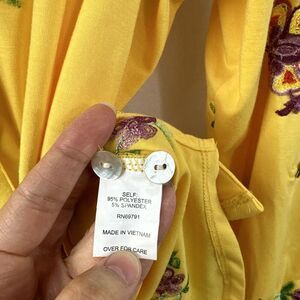 SELF:
95% POLYESTER
5% SPANDEX
RN69791
MADE IN VIETNAM
OVER FOR CARE